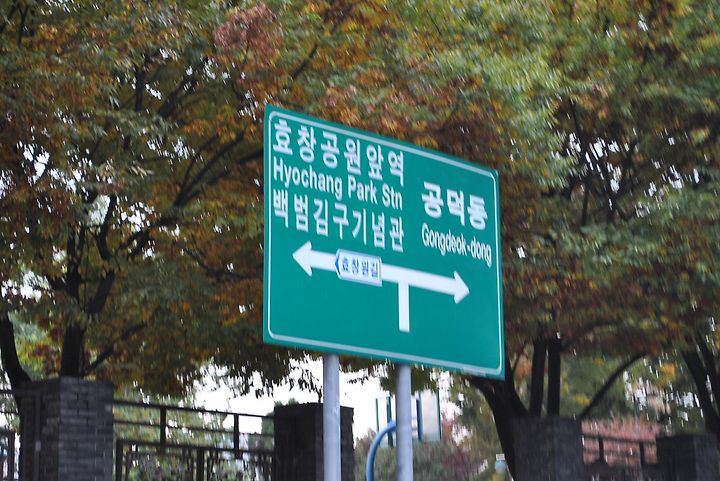 효창공원앞역
Hyochang Park Stn
백범김구기념관
공덕동
Gongdeok-dong
효창원길